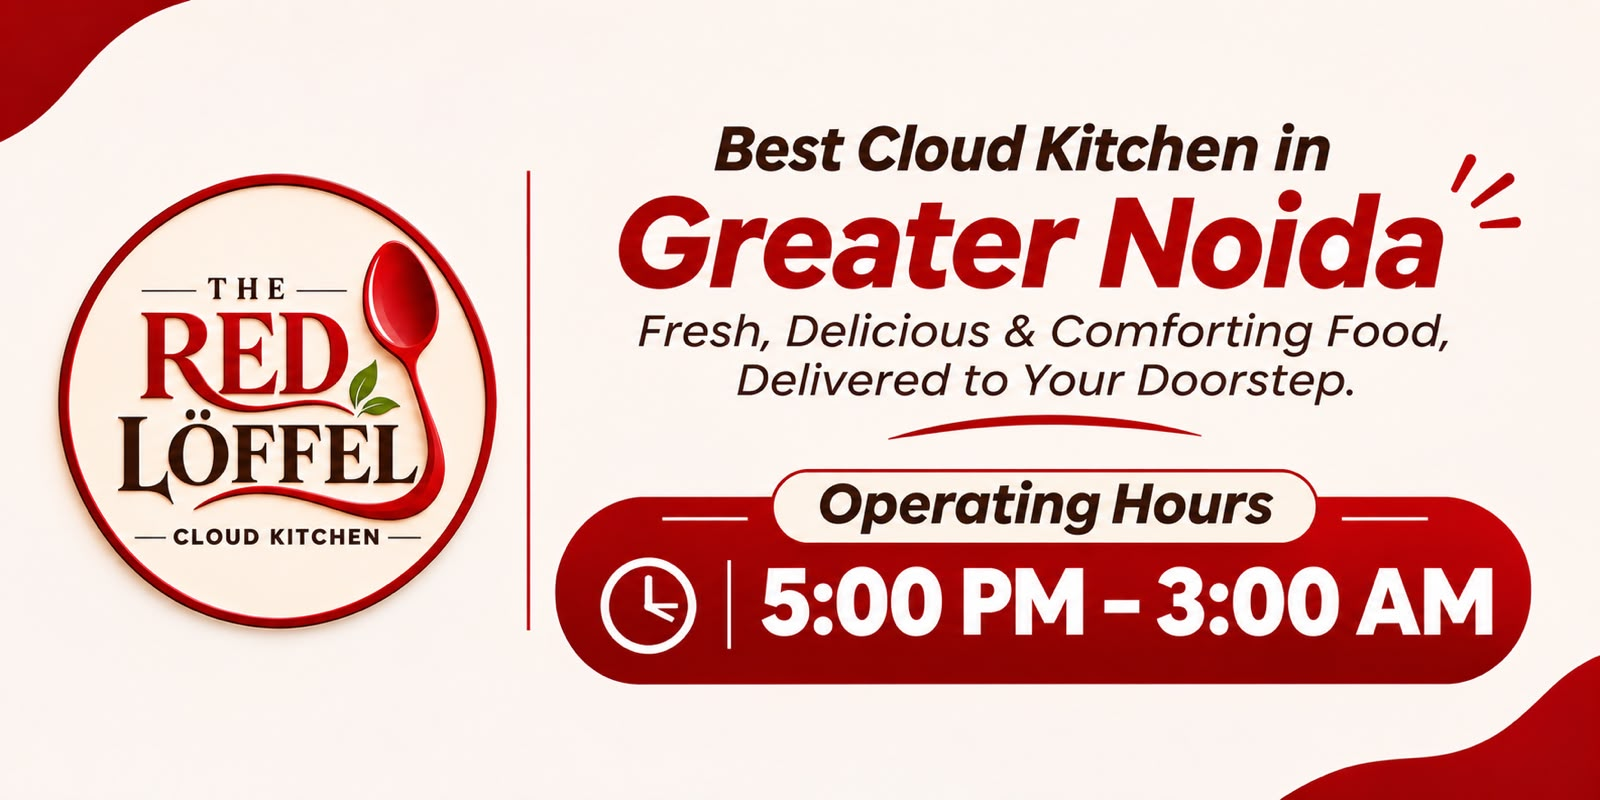 THE
RED
LÖFFEL
CLOUD KITCHEN
Best Cloud Kitchen in
Greater Noida
Fresh, Delicious & Comforting Food,
Delivered to Your Doorstep.
Operating Hours
5:00 PM – 3:00 AM